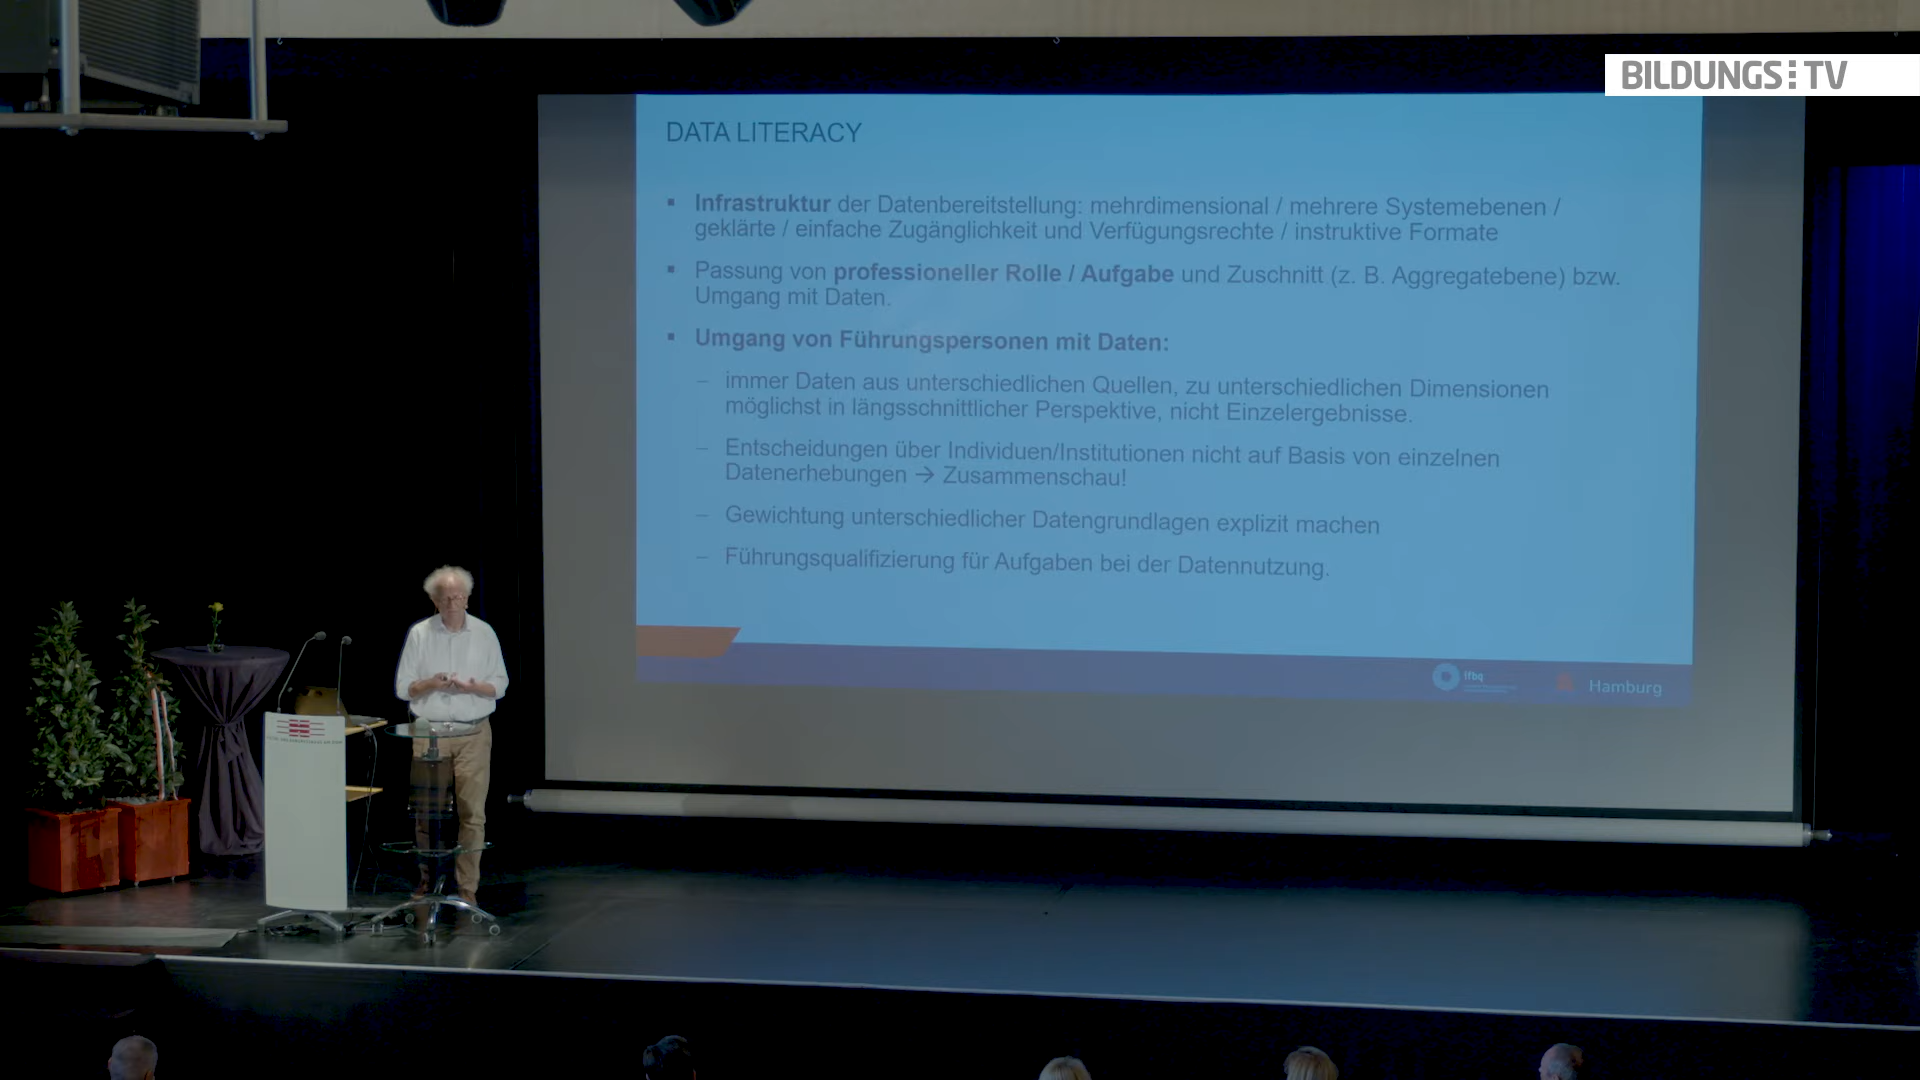 BILDUNGS⋮TV
DATA LITERACY
▪ Infrastruktur der Datenbereitstellung: mehrdimensional / mehrere Systemebenen /
geklärte / einfache Zugänglichkeit und Verfügungsrechte / instruktive Formate
▪ Passung von professioneller Rolle / Aufgabe und Zuschnitt (z. B. Aggregatebene) bzw.
Umgang mit Daten.
▪ Umgang von Führungspersonen mit Daten:
– immer Daten aus unterschiedlichen Quellen, zu unterschiedlichen Dimensionen
möglichst in längsschnittlicher Perspektive, nicht Einzelergebnisse.
– Entscheidungen über Individuen/Institutionen nicht auf Basis von einzelnen
Datenerhebungen → Zusammenschau!
– Gewichtung unterschiedlicher Datengrundlagen explizit machen
– Führungsqualifizierung für Aufgaben bei der Datennutzung.
ifbq
Hamburg